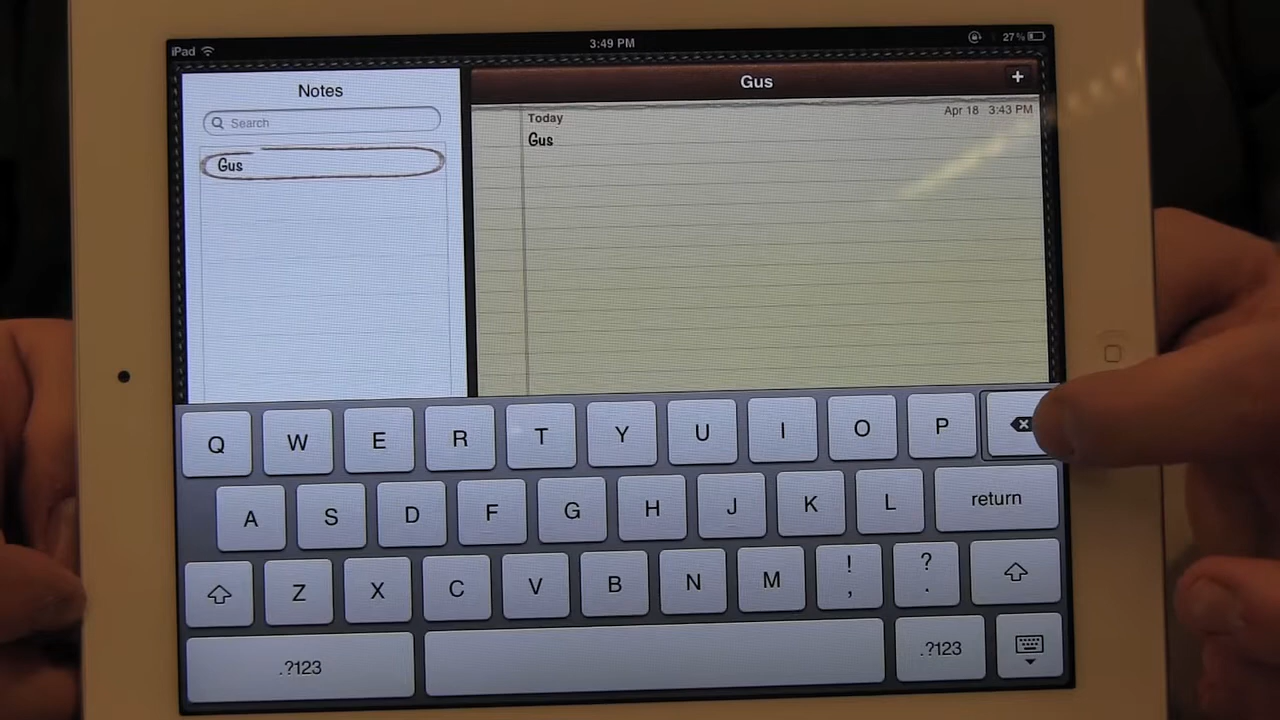 iPad 3:49 PM 27%
Notes
Search
Gus
Gus
Today Apr 18 3:43 PM
Gus
Q W E R T Y U I O P
A S D F G H J K L return
Z X C V B N M ! , ? .
.?123 .?123